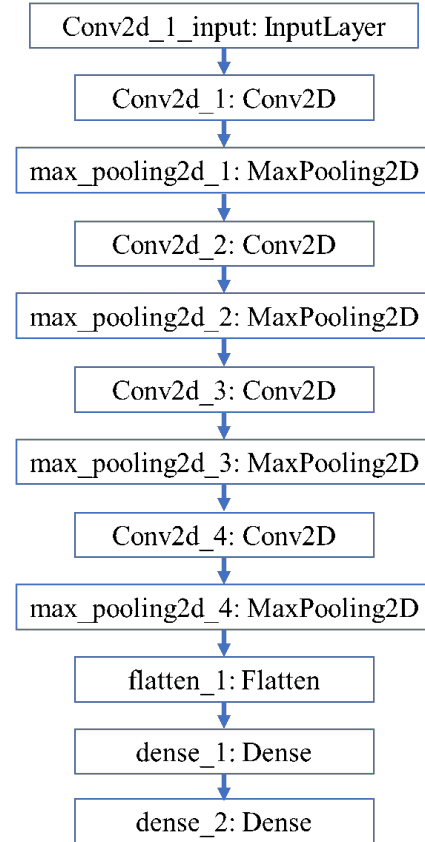 Conv2d_1_input: InputLayer
Conv2d_1: Conv2D
max_pooling2d_1: MaxPooling2D
Conv2d_2: Conv2D
max_pooling2d_2: MaxPooling2D
Conv2d_3: Conv2D
max_pooling2d_3: MaxPooling2D
Conv2d_4: Conv2D
max_pooling2d_4: MaxPooling2D
flatten_1: Flatten
dense_1: Dense
dense_2: Dense